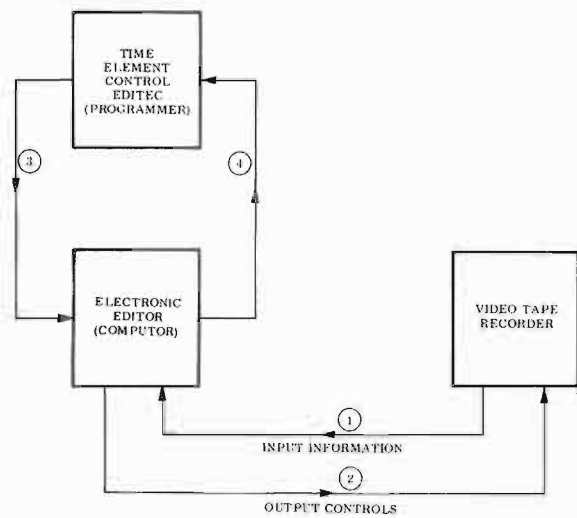 TIME
ELEMENT
CONTROL
EDITEC
(PROGRAMMER)
3
4
ELECTRONIC
EDITOR
(COMPUTOR)
VIDEO TAPE
RECORDER
1
INPUT INFORMATION
2
OUTPUT CONTROLS